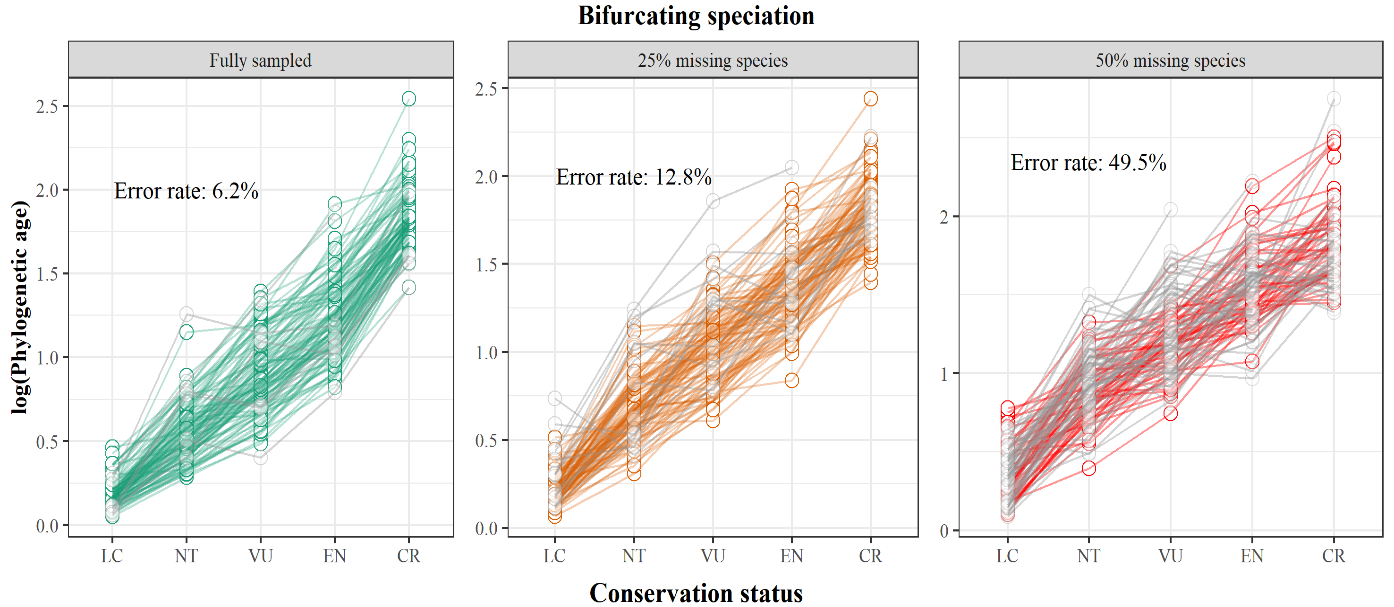 Bifurcating speciation
Fully sampled
25% missing species
50% missing species
log(Phylogenetic age)
2.5
2.0
1.5
1.0
0.5
0.0
Error rate: 6.2%
LC NT VU EN CR
2.5
2.0
1.5
1.0
0.5
0.0
Error rate: 12.8%
LC NT VU EN CR
2
1
0
Error rate: 49.5%
LC NT VU EN CR
Conservation status